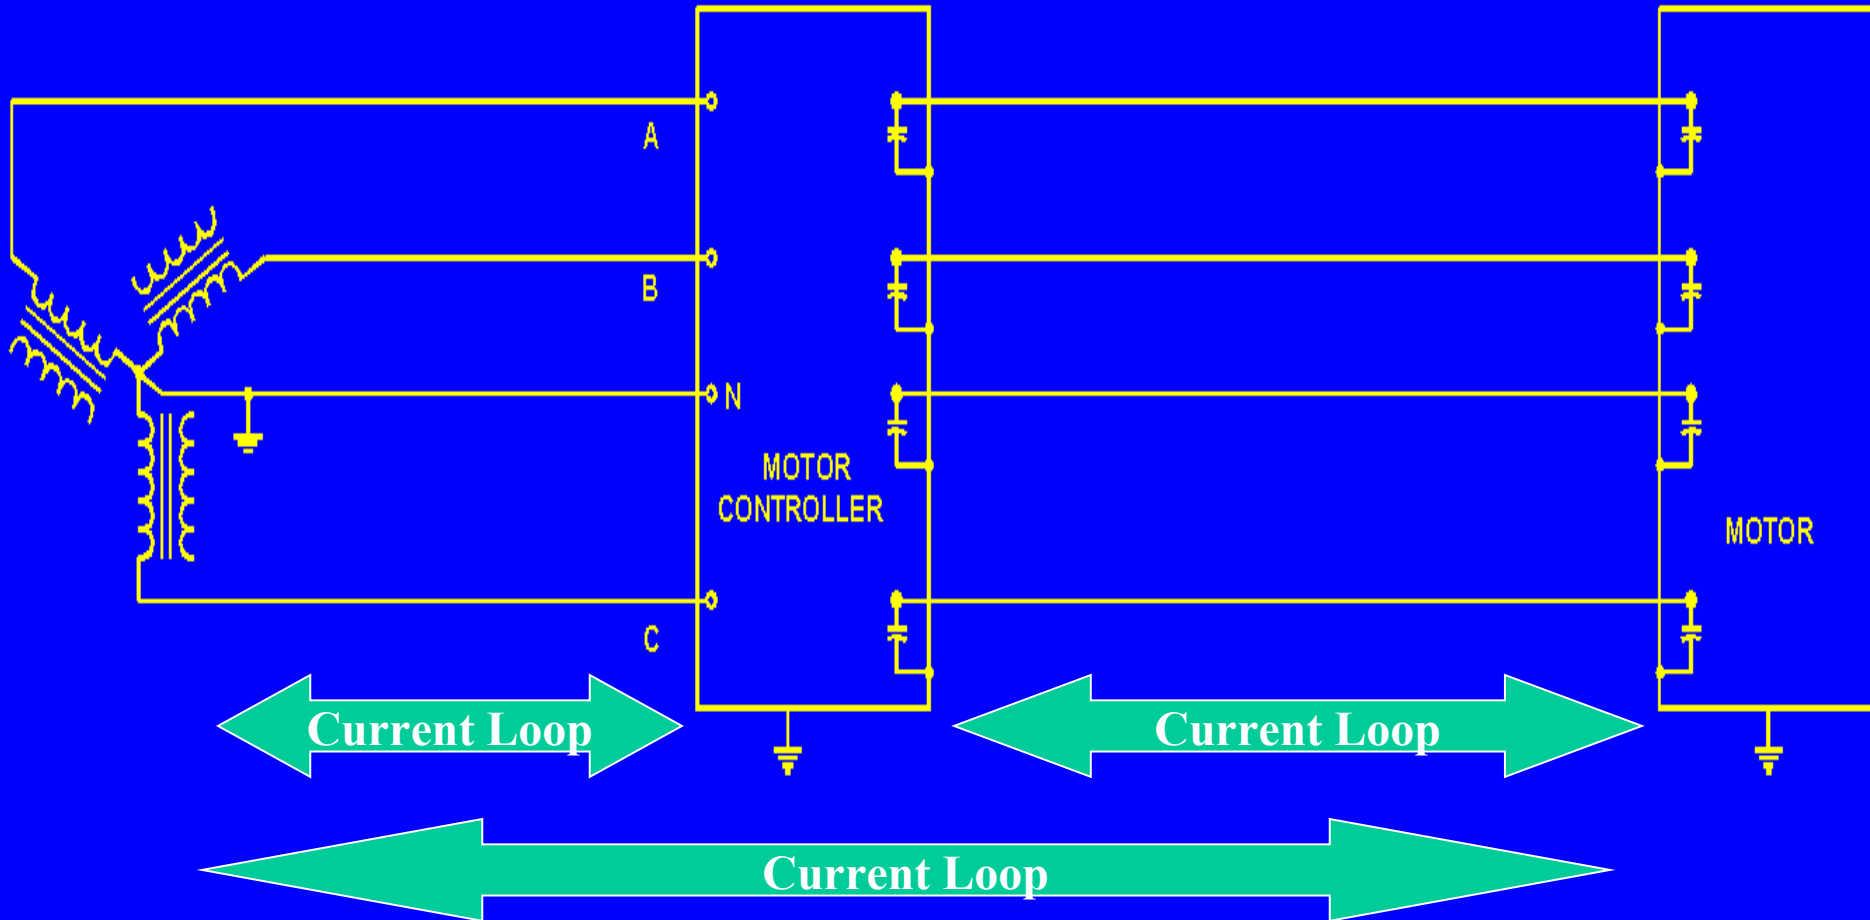 A
B
N
MOTOR
CONTROLLER
MOTOR
C
Current Loop
Current Loop
Current Loop